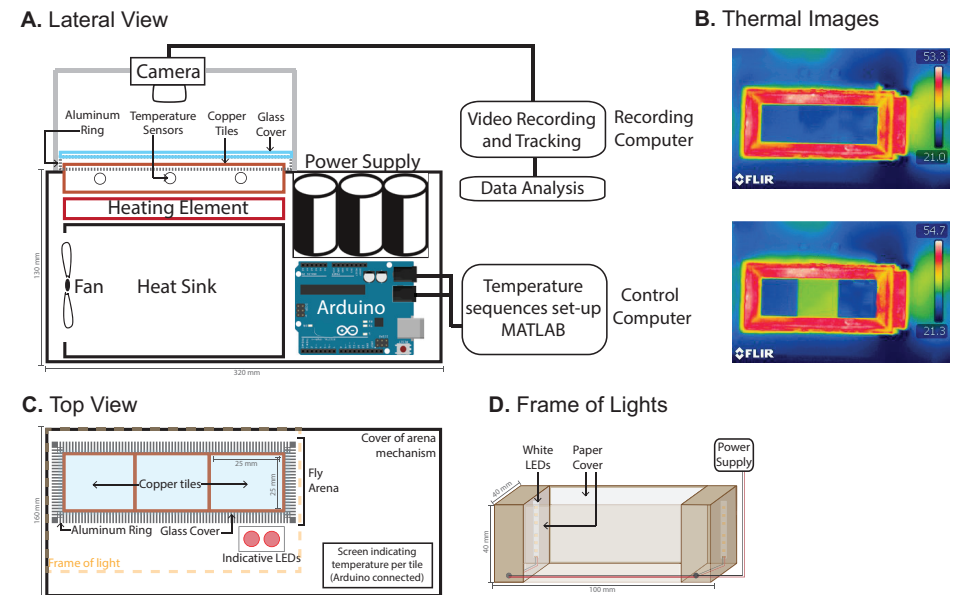 A. Lateral View
Camera
Aluminum
Ring
Temperature
Sensors
Copper
Tiles
Glass
Cover
Power Supply
Heating Element
Fan
Heat Sink
Arduino
130 mm
320 mm
Video Recording
and Tracking
Recording
Computer
Data Analysis
Temperature
sequences set-up
MATLAB
Control
Computer
B. Thermal Images
53.3
21.0
FLIR
54.7
21.3
FLIR
C. Top View
Cover of arena
mechanism
25 mm
25 mm
Fly
Arena
Copper tiles
160 mm
Aluminum Ring
Glass Cover
Indicative LEDs
Frame of light
Screen indicating
temperature per tile
(Arduino connected)
D. Frame of Lights
White
LEDs
Paper
Cover
Power
Supply
40 mm
40 mm
100 mm